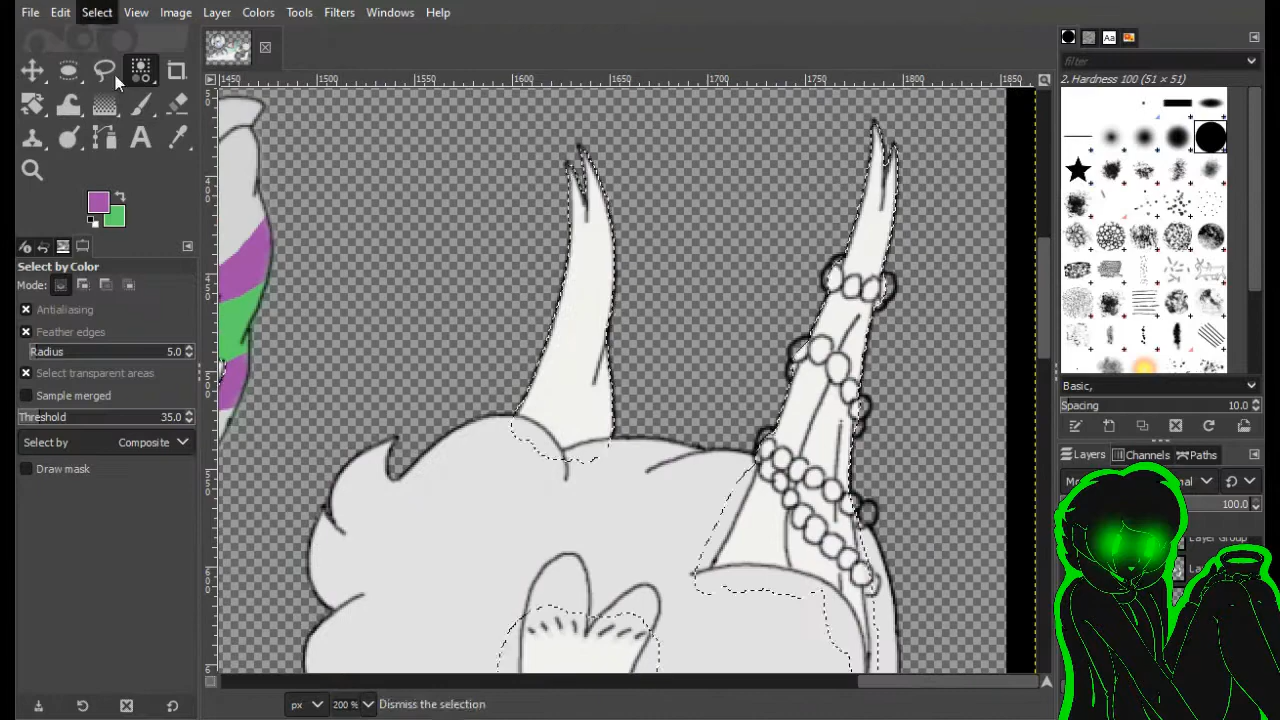 File Edit Select View Image Layer Colors Tools Filters Windows Help
1450 1500 1550 1600 1650 1700 1750 1800 1850
filter
2. Hardness 100 (51 × 51)
Select by Color
Mode:
Antialiasing
Feather edges
Radius 5.0
Select transparent areas
Sample merged
Threshold 35.0
Select by Composite
Draw mask
Basic,
Spacing 10.0
Layers Channels Paths
100.0
Layer Group
px 200 % Dismiss the selection